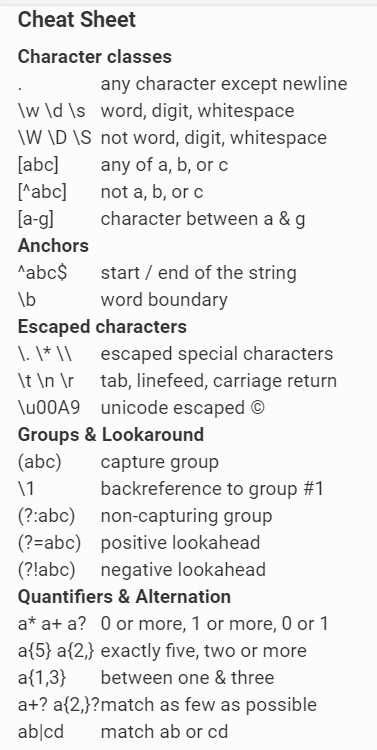 Cheat Sheet
Character classes
. any character except newline
\w \d \s word, digit, whitespace
\W \D \S not word, digit, whitespace
[abc] any of a, b, or c
[^abc] not a, b, or c
[a-g] character between a & g
Anchors
^abc$ start / end of the string
\b word boundary
Escaped characters
\. \* \\ escaped special characters
\t \n \r tab, linefeed, carriage return
\u00A9 unicode escaped ©
Groups & Lookaround
(abc) capture group
\1 backreference to group #1
(?:abc) non-capturing group
(?=abc) positive lookahead
(?!abc) negative lookahead
Quantifiers & Alternation
a* a+ a? 0 or more, 1 or more, 0 or 1
a{5} a{2,} exactly five, two or more
a{1,3} between one & three
a+? a{2,}? match as few as possible
ab|cd match ab or cd